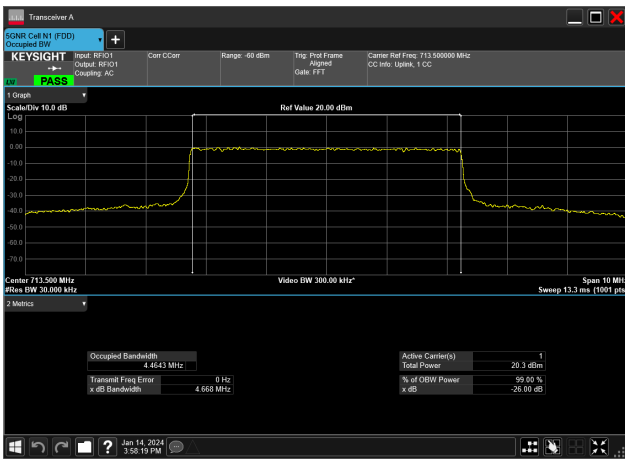 Transceiver A
5GNR Cell N1 (FDD)
Occupied BW
KEYSIGHT
PASS
Input: RFIO1
Output: RFIO1
Coupling: AC
Corr CCorr
Range: -60 dBm
Trig: Prot Frame
Aligned
Gate: FFT
Carrier Ref Freq: 713.500000 MHz
CC Info: Uplink, 1 CC
1 Graph
Scale/Div 10.0 dB
Ref Value 20.00 dBm
Log
10.0
0.00
-10.0
-20.0
-30.0
-40.0
-50.0
-60.0
-70.0
Center 713.500 MHz
Video BW 300.00 kHz*
Span 10 MHz
#Res BW 30.000 kHz
Sweep 13.3 ms (1001 pts
2 Metrics
Occupied Bandwidth
4.4643 MHz
Transmit Freq Error 0 Hz
x dB Bandwidth 4.668 MHz
Active Carrier(s) 1
Total Power 20.3 dBm
% of OBW Power 99.00 %
x dB -26.00 dB
Jan 14, 2024
3:58:19 PM